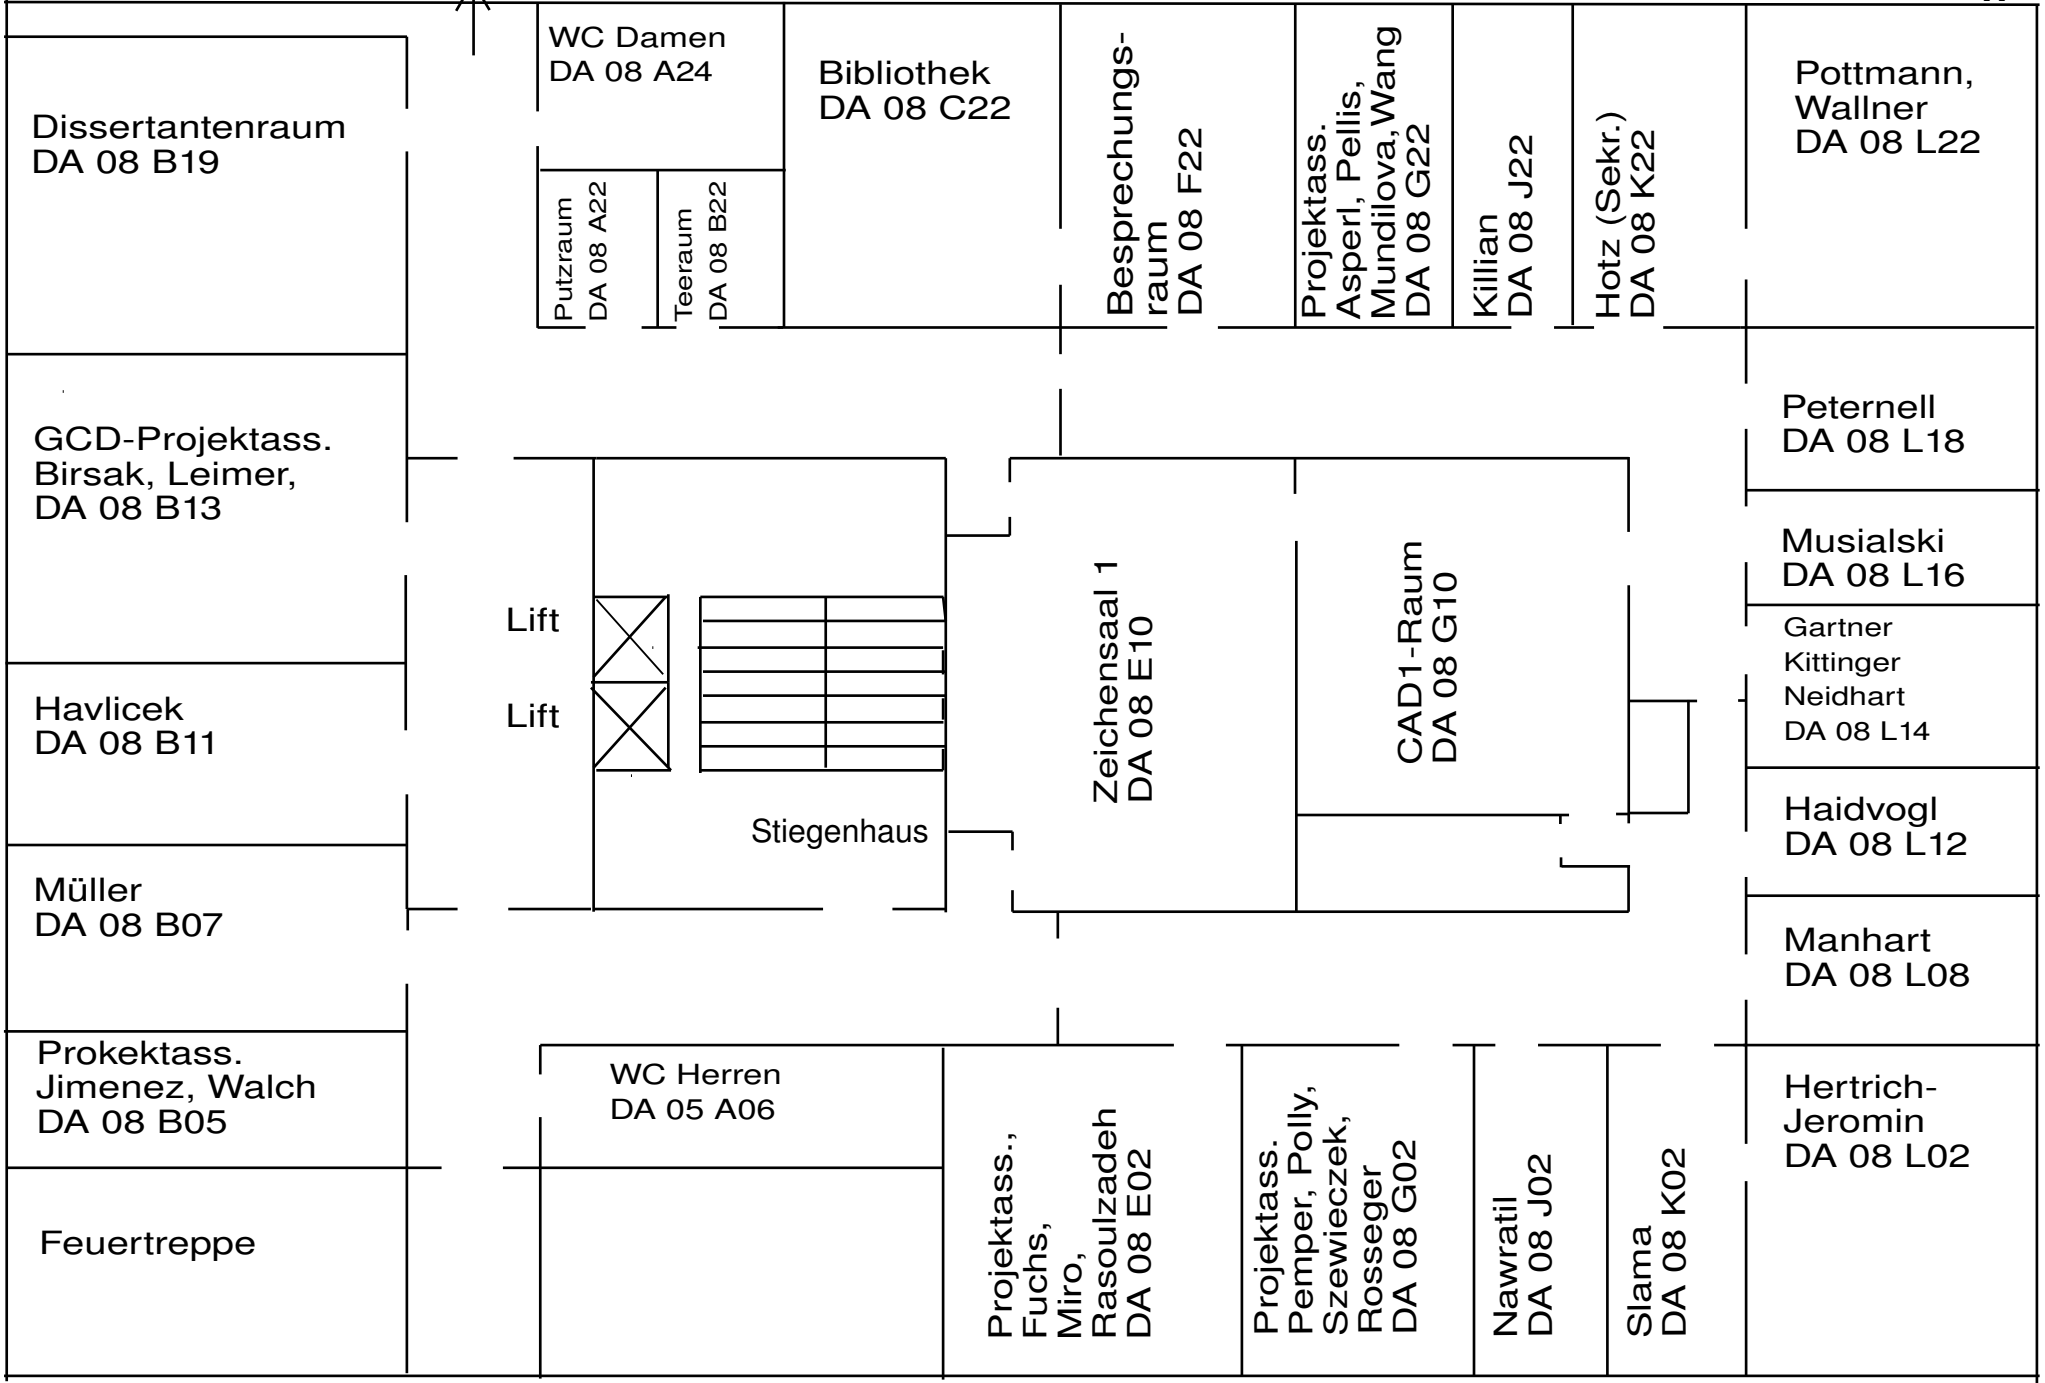 WC Damen
DA 08 A24
Bibliothek
DA 08 C22
Besprechungs-
raum
DA 08 F22
Projektass.
Asperl, Pellis,
Mundilova,Wang
DA 08 G22
Killian
DA 08 J22
Hotz (Sekr.)
DA 08 K22
Pottmann,
Wallner
DA 08 L22
Dissertantenraum
DA 08 B19
Putzraum
DA 08 A22
Teeraum
DA 08 B22
Peternell
DA 08 L18
GCD-Projektass.
Birsak, Leimer,
DA 08 B13
Musialski
DA 08 L16
Lift
Lift
Zeichensaal 1
DA 08 E10
CAD1-Raum
DA 08 G10
Gartner
Kittinger
Neidhart
DA 08 L14
Havlicek
DA 08 B11
Stiegenhaus
Haidvogl
DA 08 L12
Müller
DA 08 B07
Manhart
DA 08 L08
Prokektass.
Jimenez, Walch
DA 08 B05
WC Herren
DA 05 A06
Projektass.,
Fuchs,
Miro,
Rasoulzadeh
DA 08 E02
Projektass.
Pemper, Polly,
Szewieczek,
Rosseger
DA 08 G02
Nawratil
DA 08 J02
Slama
DA 08 K02
Hertrich-
Jeromin
DA 08 L02
Feuertreppe